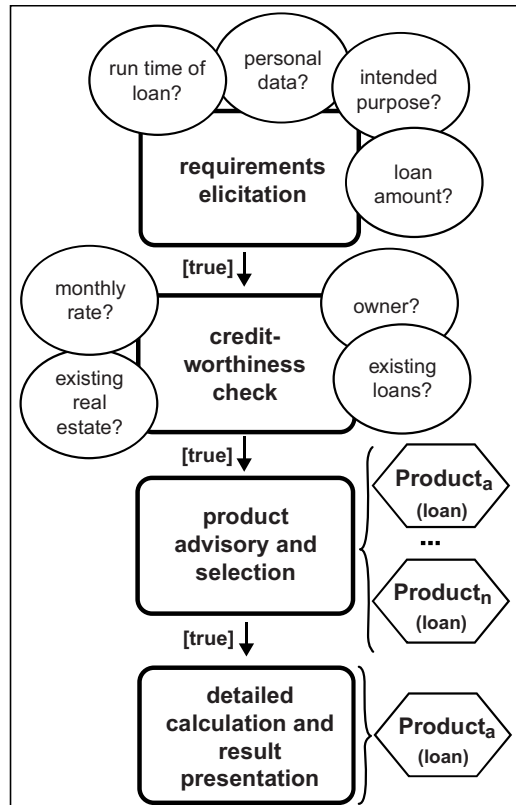 run time of
loan?
personal
data?
intended
purpose?
loan
amount?
requirements
elicitation
[true]
monthly
rate?
existing
real
estate?
owner?
existing
loans?
credit-
worthiness
check
[true]
product
advisory and
selection
Producta
(loan)
...
Productn
(loan)
[true]
detailed
calculation and
result
presentation
Producta
(loan)